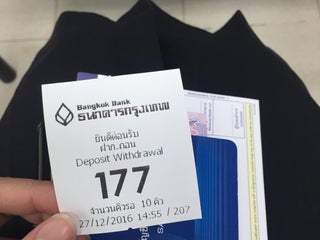 Bangkok Bank
ธนาคารกรุงเทพ
ยินดีต้อนรับ
ฝาก-ถอน
Deposit Withdrawal
177
จำนวนคิวรอ 10 คิว
27/12/2016 14:55 / 207